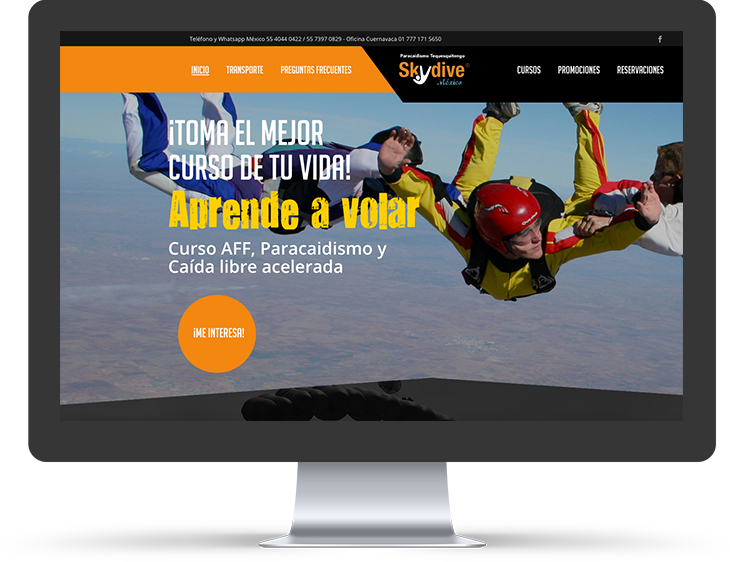 Teléfono y Whatsapp México 55 4044 0422 / 55 7397 0829 - Oficina Cuernavaca 01 777 171 5650
f
INICIO TRANSPORTE PREGUNTAS FRECUENTES
Paracaidismo Tequesquitengo
Skydive®
México
CURSOS PROMOCIONES RESERVACIONES
¡TOMA EL MEJOR
CURSO DE TU VIDA!
Aprende a volar
Curso AFF, Paracaidismo y
Caída libre acelerada
¡ME INTERESA!